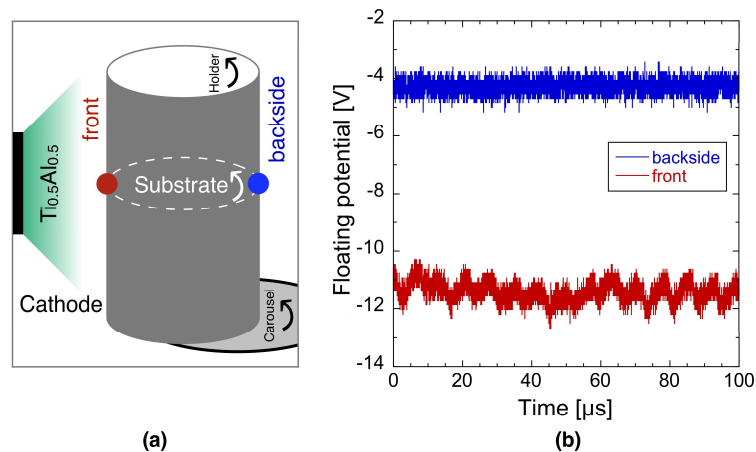 Holder
front
backside
Ti0.5Al0.5
Substrate
Cathode
Carousel
(a)
Floating potential [V]
-2
-4
-6
-8
-10
-12
-14
backside
front
0
20
40
60
80
100
Time [µs]
(b)